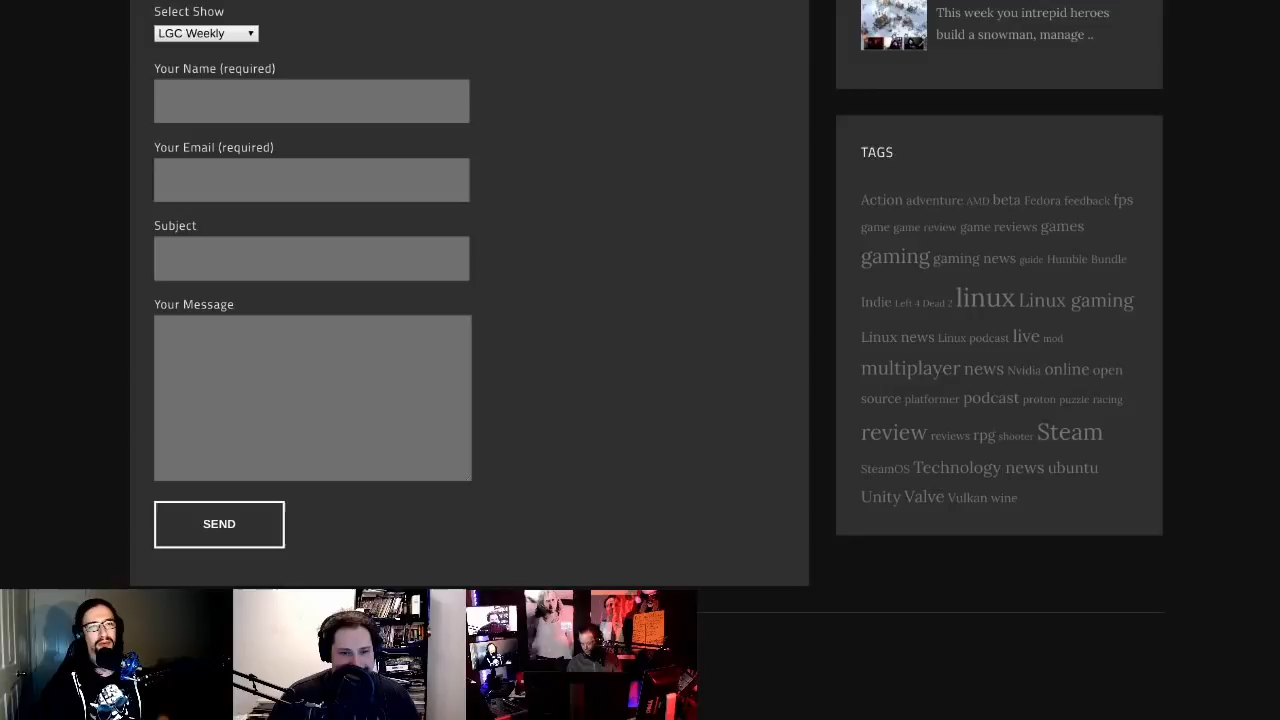 Select Show
LGC Weekly
Your Name (required)
Your Email (required)
Subject
Your Message
SEND
This week you intrepid heroes
build a snowman, manage ..
TAGS
Action adventure AMD beta Fedora feedback fps
game game review game reviews games
gaming gaming news guide Humble Bundle
Indie Left 4 Dead 2 linux Linux gaming
Linux news Linux podcast live mod
multiplayer news Nvidia online open
source platformer podcast proton puzzle racing
review reviews rpg shooter Steam
SteamOS Technology news ubuntu
Unity Valve Vulkan wine